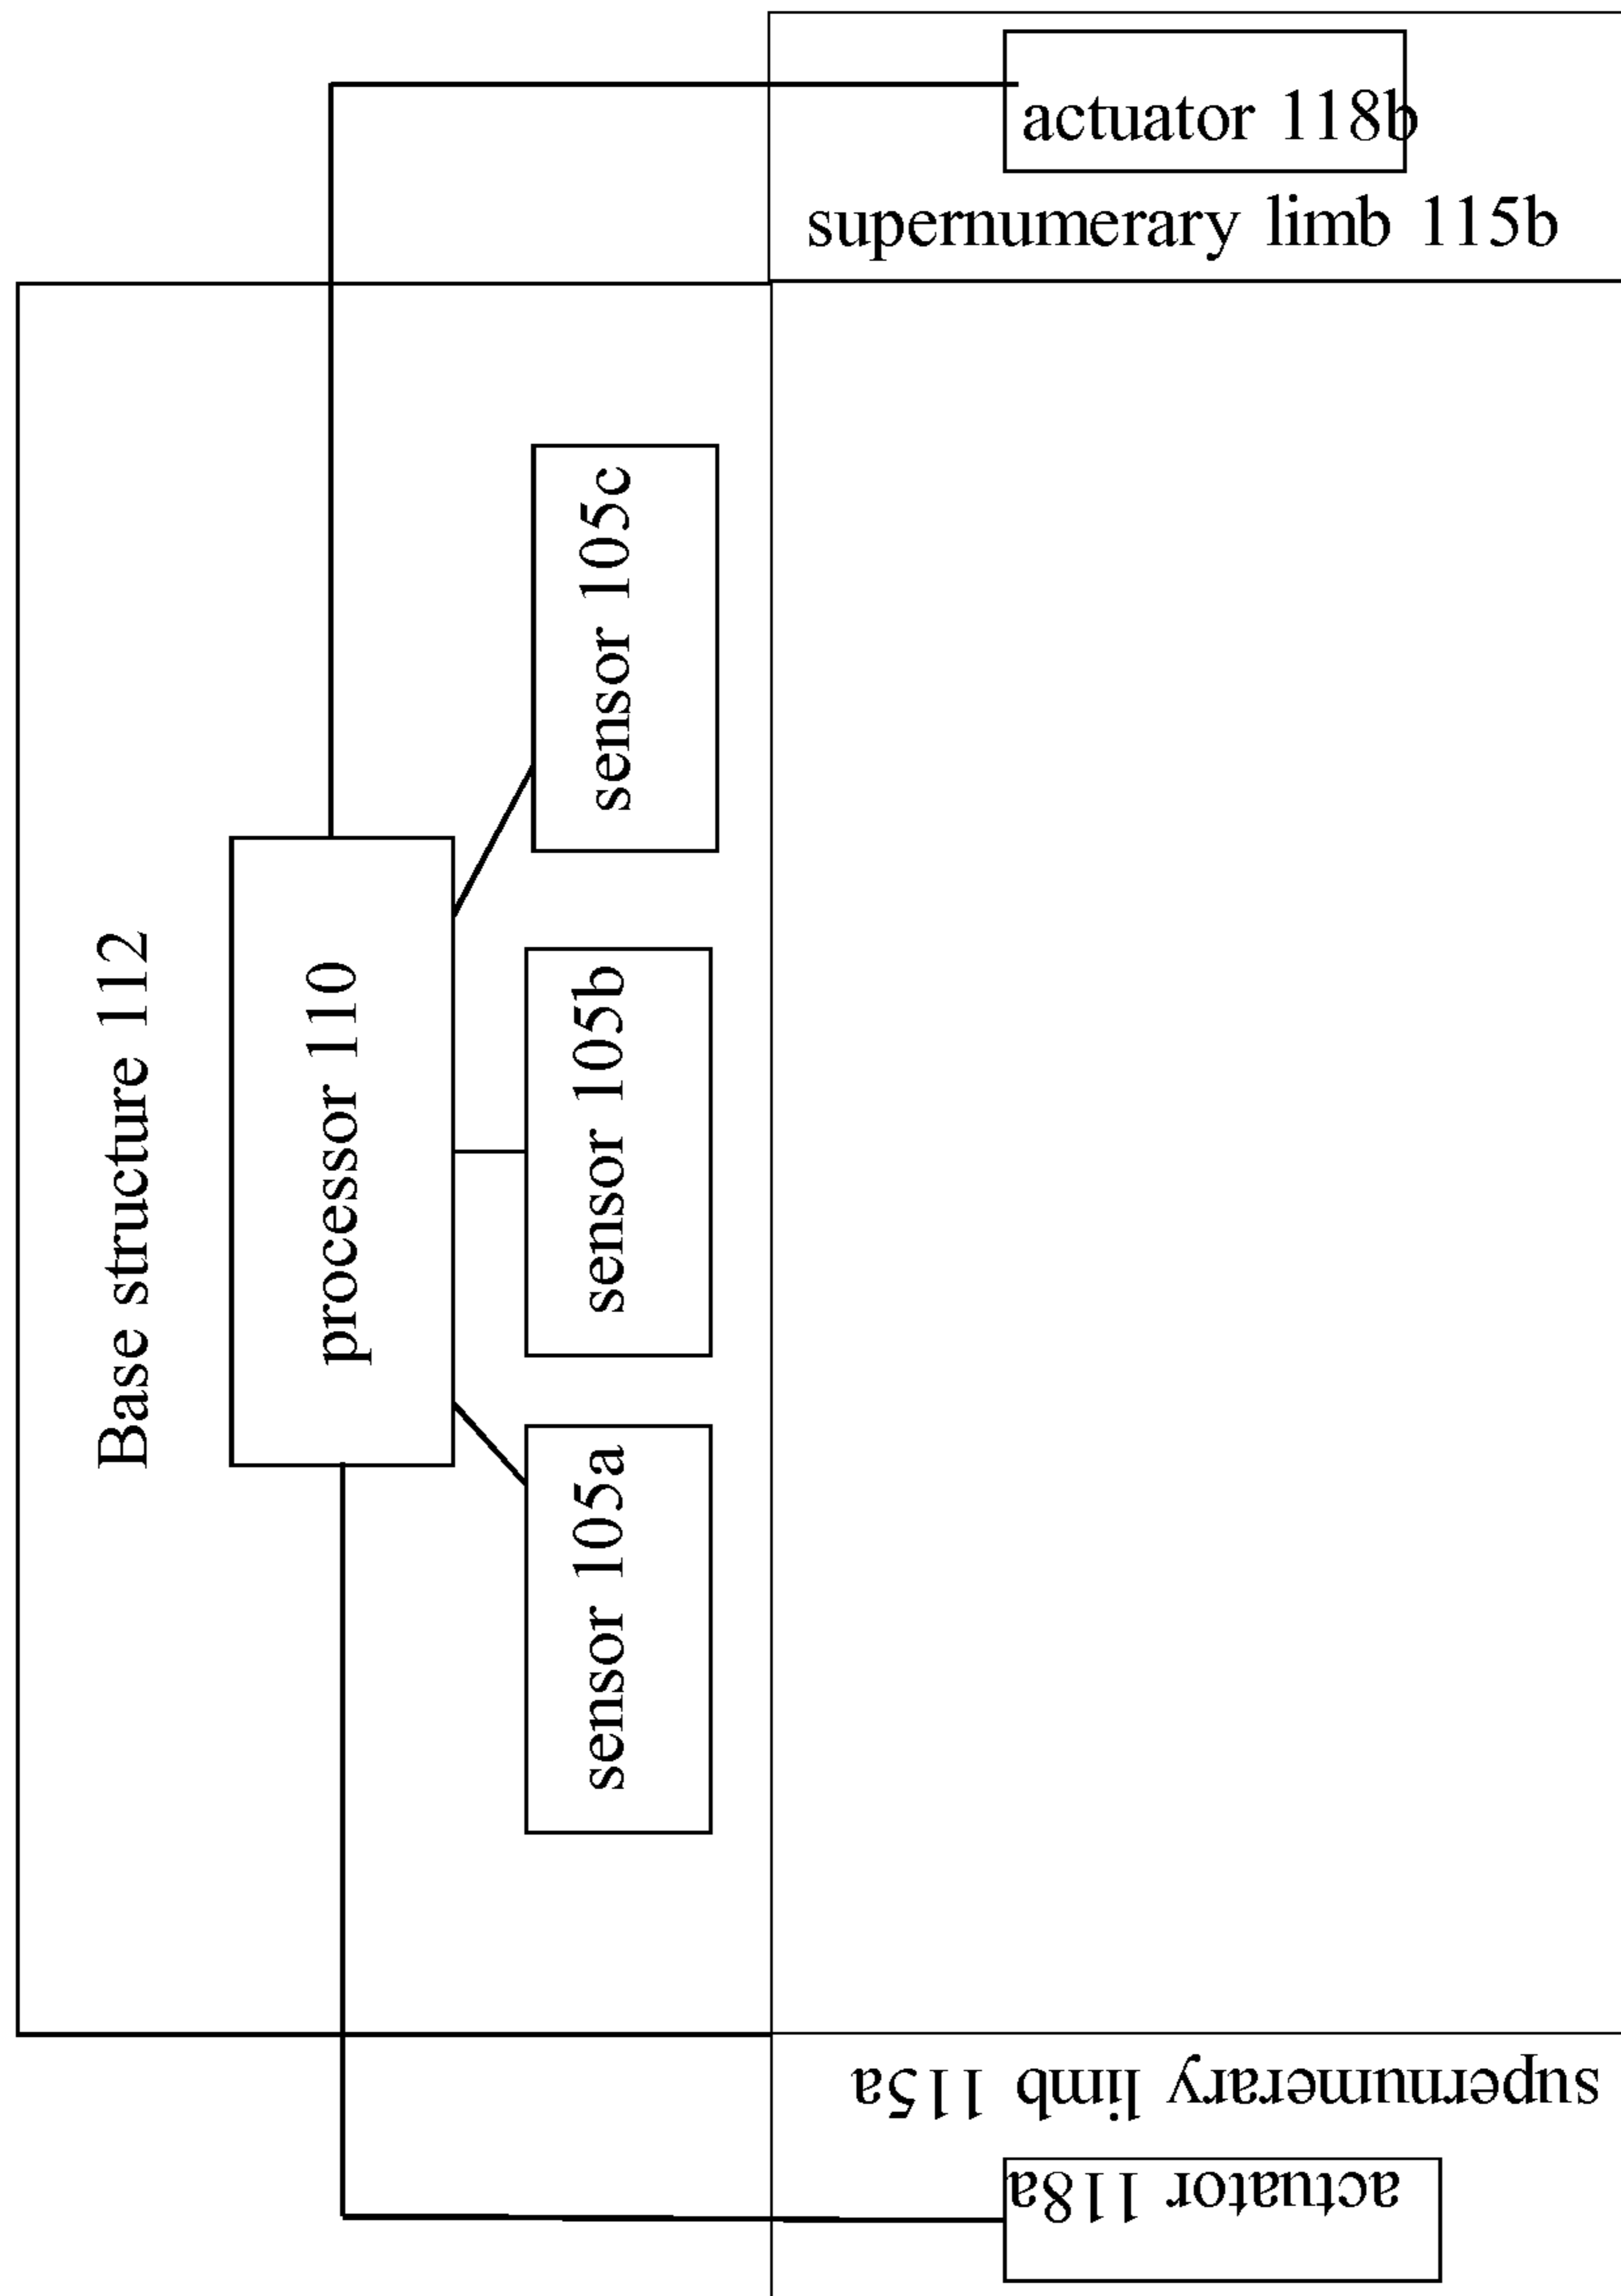 Base structure 112
processor 110
sensor 105a
sensor 105b
sensor 105c
supernumerary limb 115a
actuator 118a
actuator 118b
supernumerary limb 115b